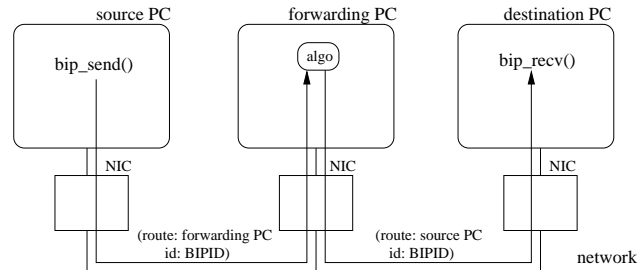 source PC
forwarding PC
destination PC
bip_send()
algo
bip_recv()
NIC
NIC
NIC
(route: forwarding PC
id: BIPID)
(route: source PC
id: BIPID)
network